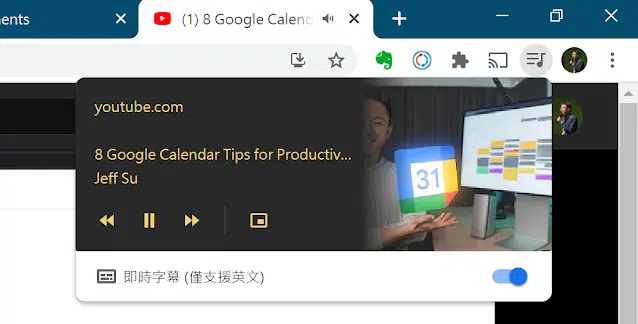 nents
(1) 8 Google Calend
youtube.com
8 Google Calendar Tips for Productiv...
Jeff Su
31
即時字幕 (僅支援英文)